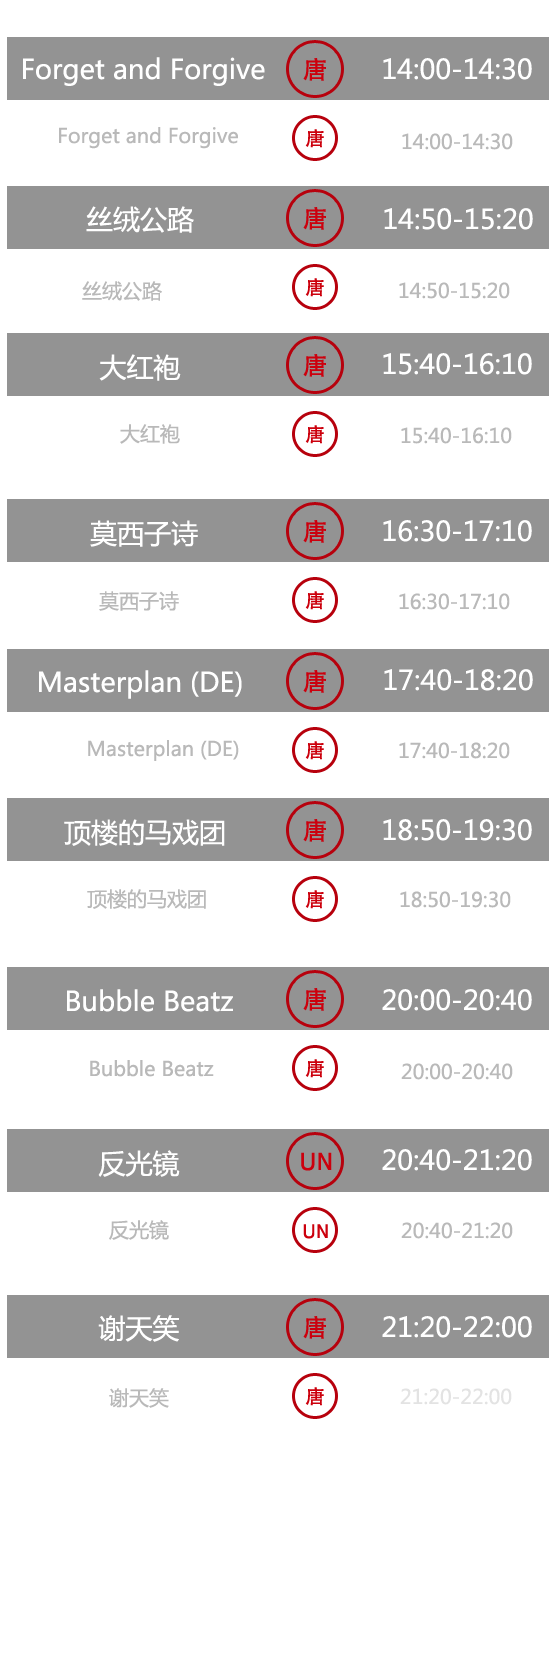 Forget and Forgive 唐 14:00-14:30
Forget and Forgive 唐 14:00-14:30
丝绒公路 唐 14:50-15:20
丝绒公路 唐 14:50-15:20
大红袍 唐 15:40-16:10
大红袍 唐 15:40-16:10
莫西子诗 唐 16:30-17:10
莫西子诗 唐 16:30-17:10
Masterplan (DE) 唐 17:40-18:20
Masterplan (DE) 唐 17:40-18:20
顶楼的马戏团 唐 18:50-19:30
顶楼的马戏团 唐 18:50-19:30
Bubble Beatz 唐 20:00-20:40
Bubble Beatz 唐 20:00-20:40
反光镜 UN 20:40-21:20
反光镜 UN 20:40-21:20
谢天笑 唐 21:20-22:00
谢天笑 唐 21:20-22:00